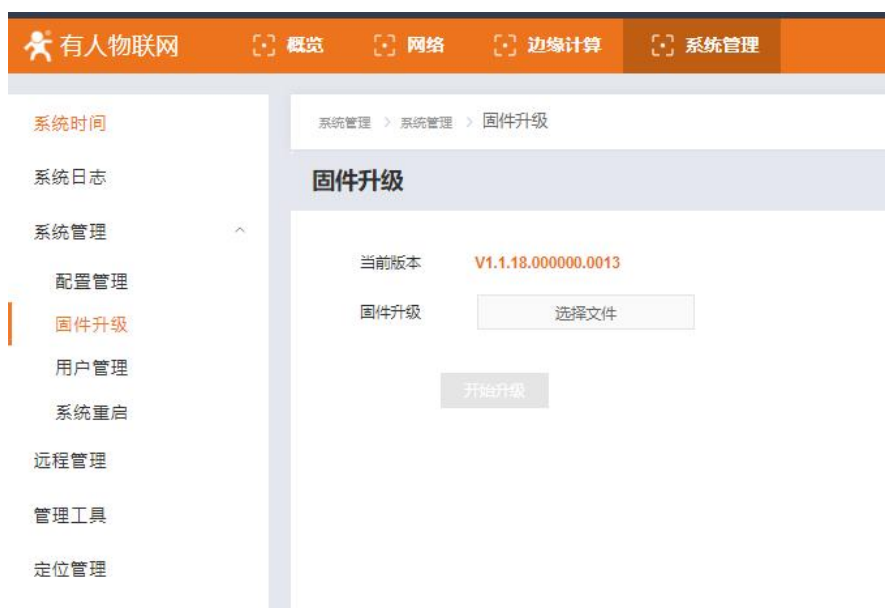 有人物联网 概览 网络 边缘计算 系统管理
系统时间
系统日志
系统管理
配置管理
固件升级
用户管理
系统重启
远程管理
管理工具
定位管理
系统管理 > 系统管理 > 固件升级
固件升级
当前版本 V1.1.18.000000.0013
固件升级 选择文件
开始升级